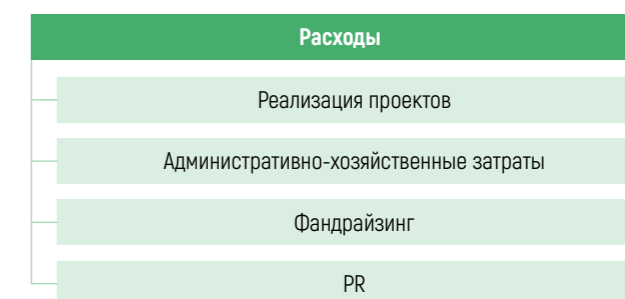 Расходы
Реализация проектов
Административно-хозяйственные затраты
Фандрайзинг
PR